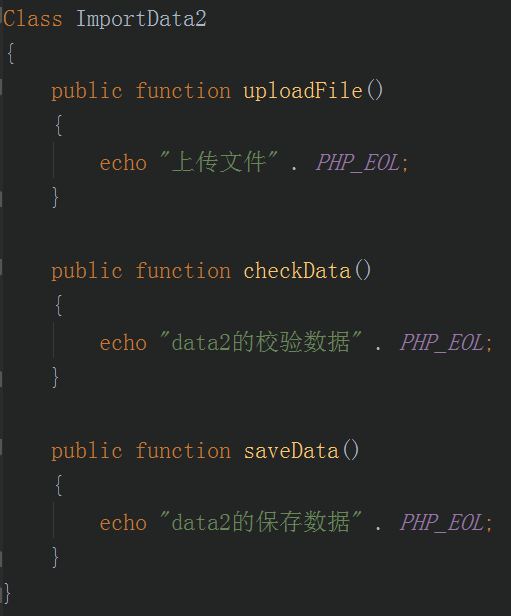 Class ImportData2
{
    public function uploadFile()
    {
        echo "上传文件" . PHP_EOL;
    }

    public function checkData()
    {
        echo "data2的校验数据" . PHP_EOL;
    }

    public function saveData()
    {
        echo "data2的保存数据" . PHP_EOL;
    }
}